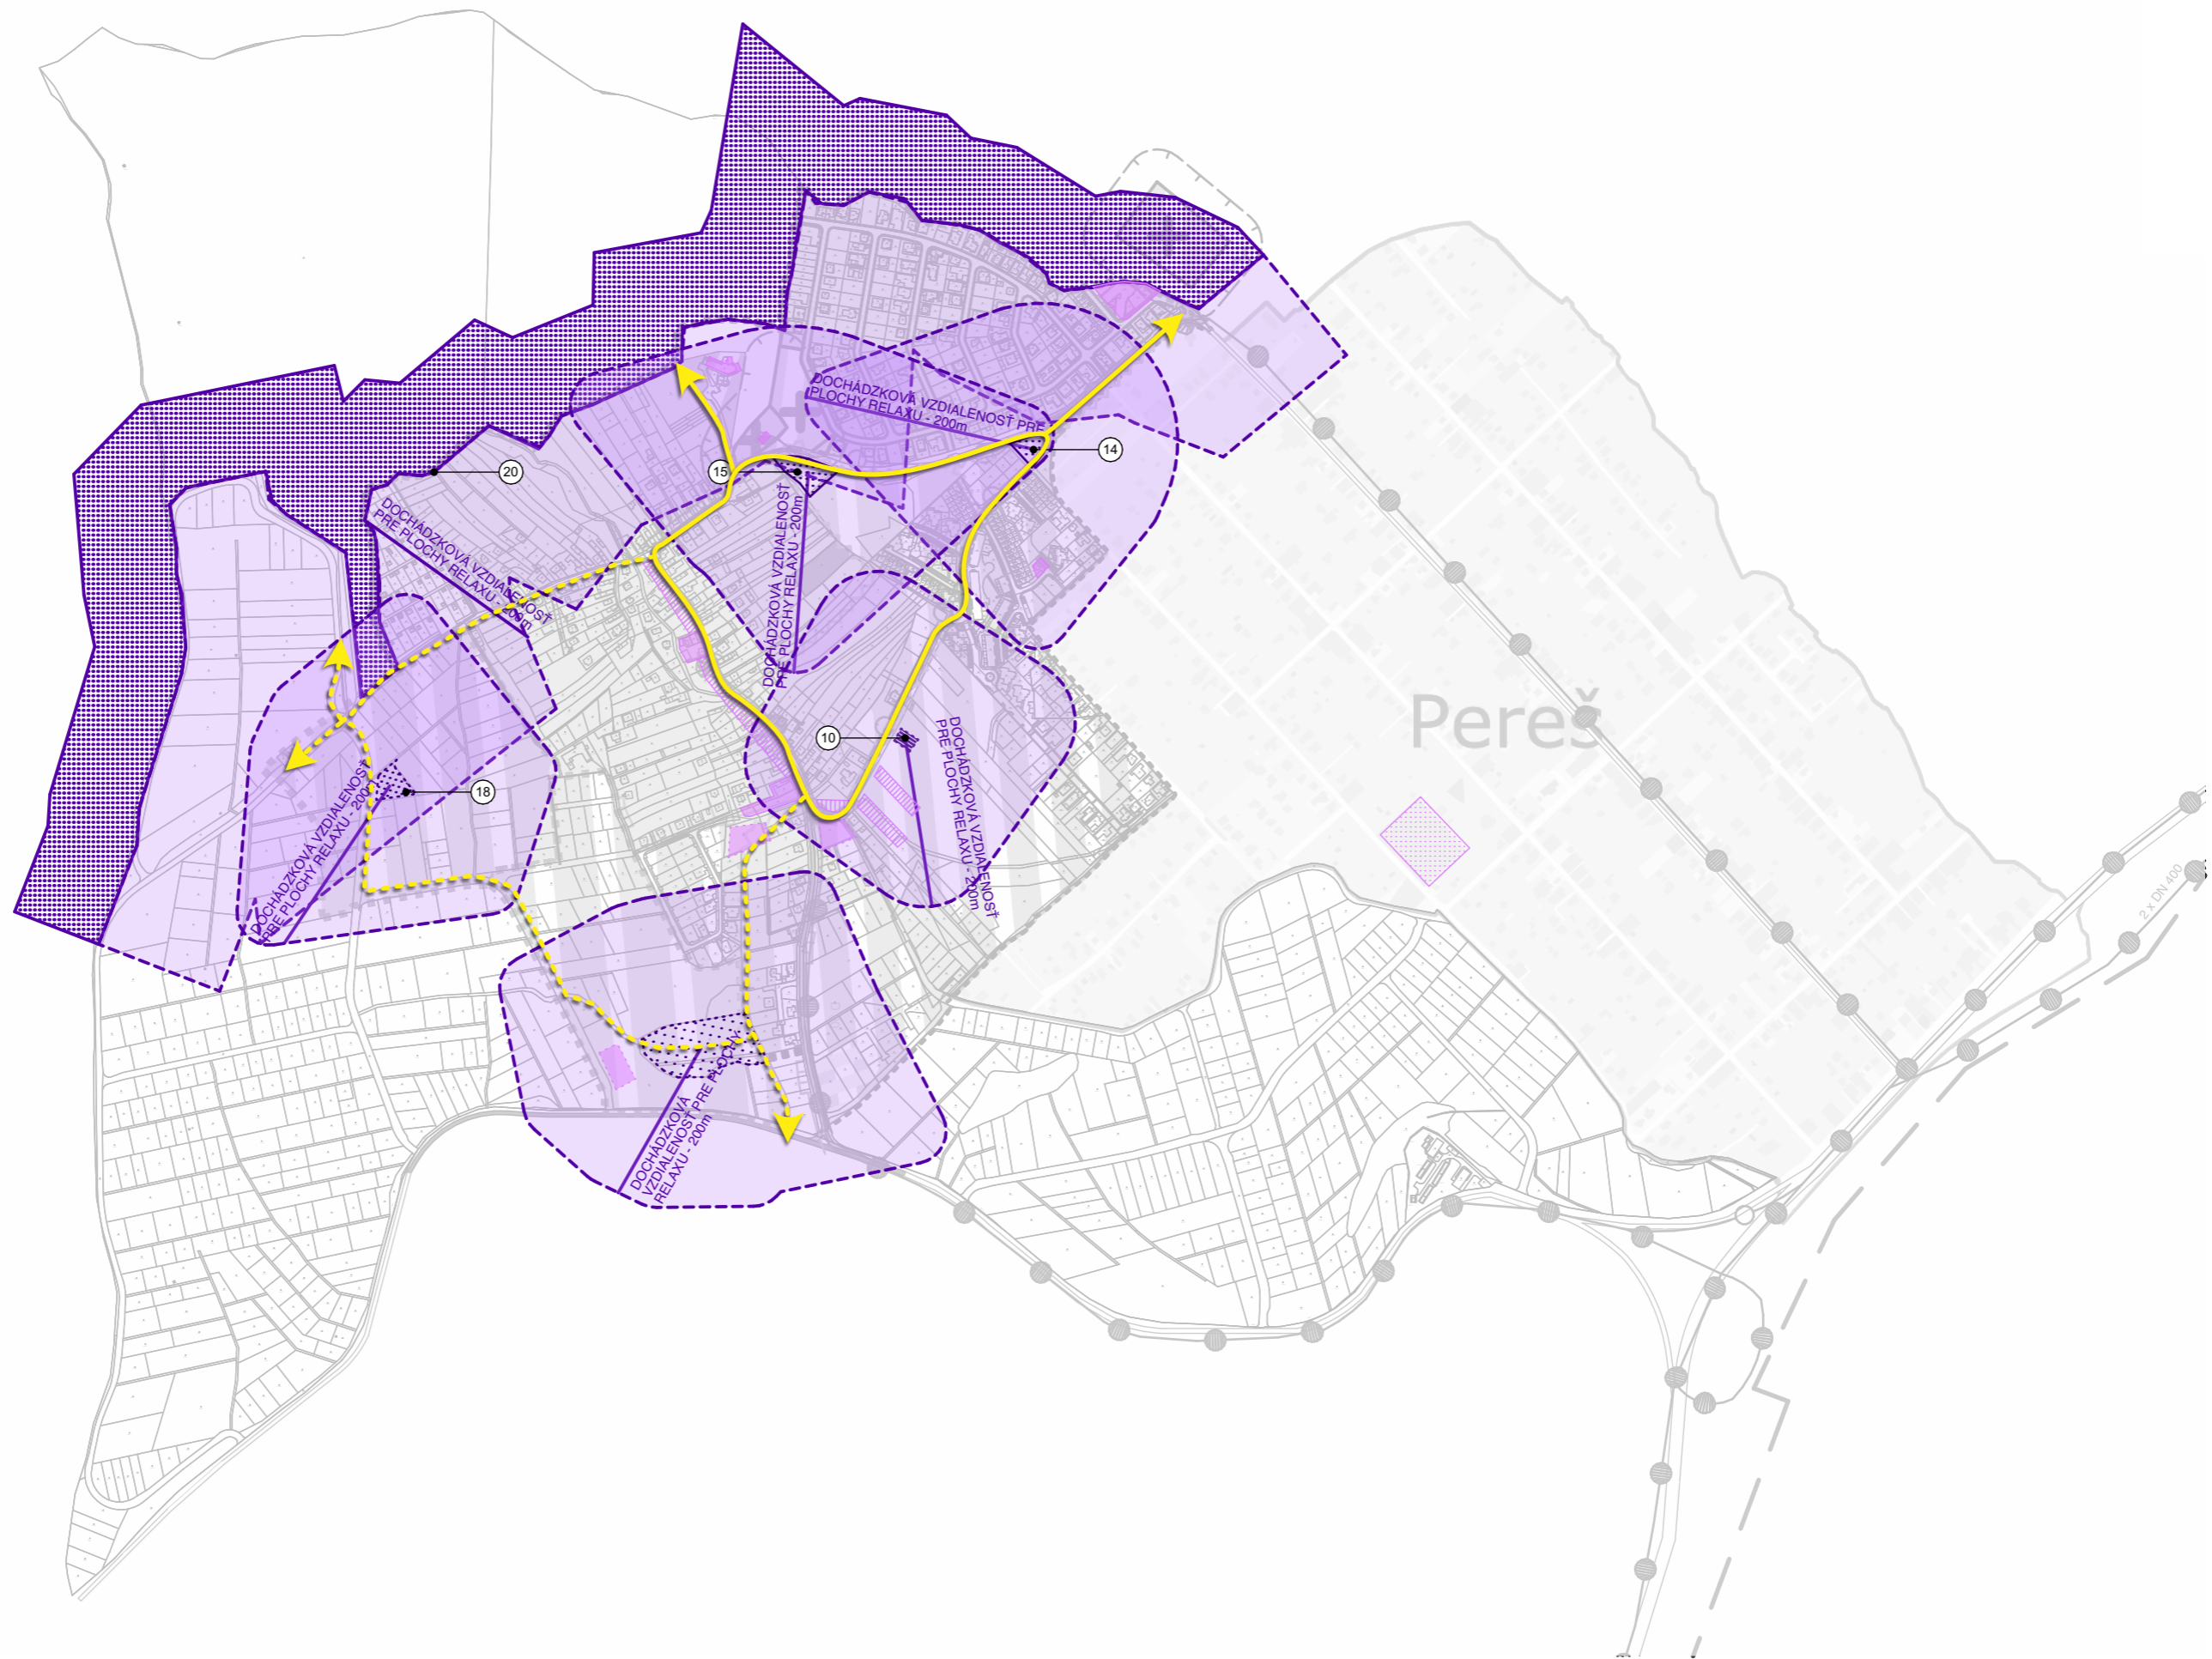 DOCHÁDZKOVÁ VZDIALENOSŤ PRE
PLOCHY RELAXU - 200m
14
15
20
DOCHÁDZKOVÁ VZDIALENOSŤ
PRE PLOCHY RELAXU - 200m
DOCHÁDZKOVÁ VZDIALENOSŤ
PRE PLOCHY RELAXU - 200m
Pereš
10
DOCHÁDZKOVÁ VZDIALENOSŤ
PRE PLOCHY RELAXU - 200m
18
DOCHÁDZKOVÁ VZDIALENOSŤ
PRE PLOCHY RELAXU - 200m
2 x DN 400
DOCHÁDZKOVÁ
VZDIALENOSŤ PRE PLOCHY
RELAXU - 200m